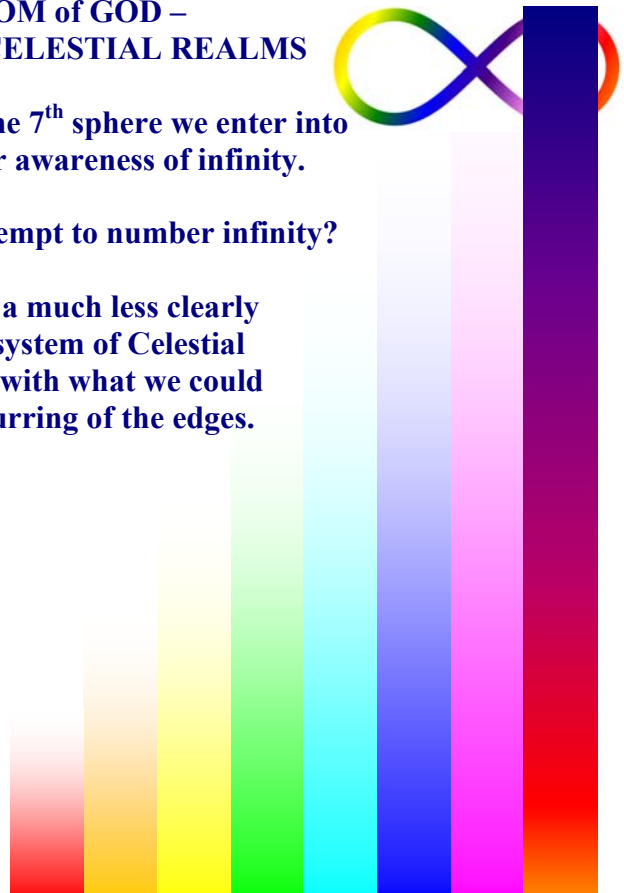 OM of GOD –
CELESTIAL REALMS
he 7th sphere we enter into
r awareness of infinity.
empt to number infinity?
a much less clearly
system of Celestial
with what we could
urring of the edges.